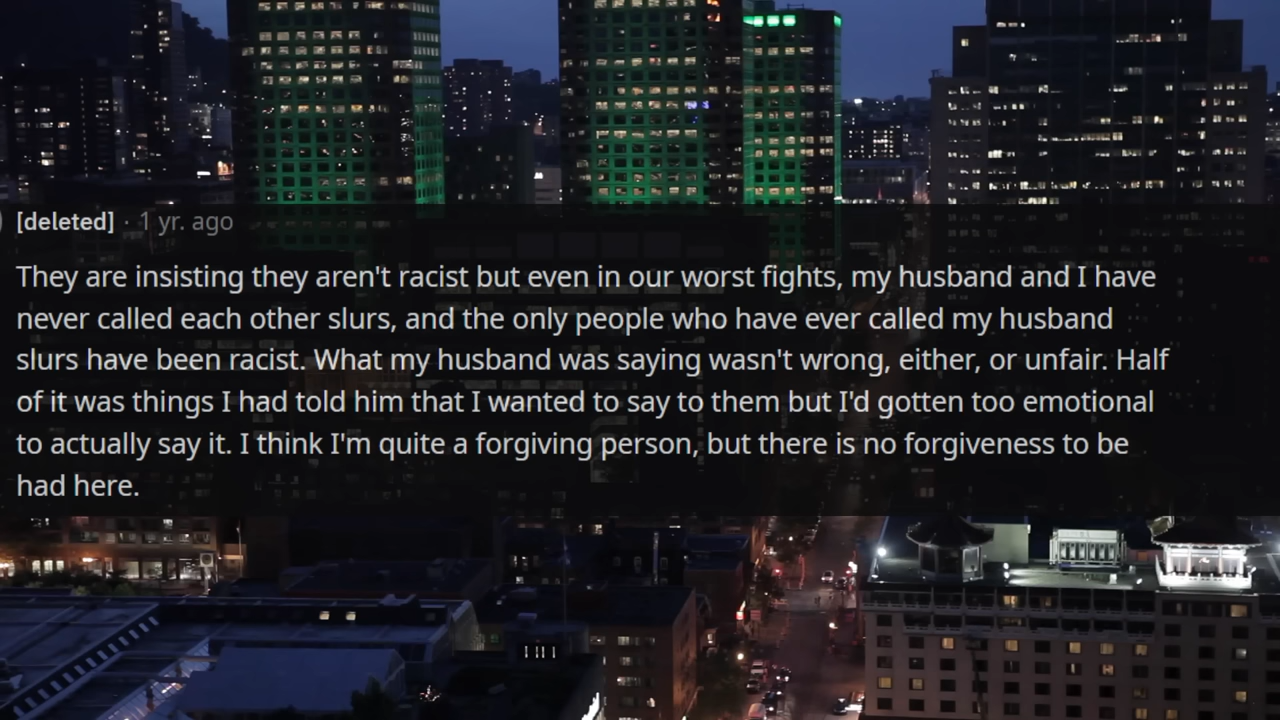 [deleted] · 1 yr. ago
They are insisting they aren't racist but even in our worst fights, my husband and I have
never called each other slurs, and the only people who have ever called my husband
slurs have been racist. What my husband was saying wasn't wrong, either, or unfair. Half
of it was things I had told him that I wanted to say to them but I'd gotten too emotional
to actually say it. I think I'm quite a forgiving person, but there is no forgiveness to be
had here.